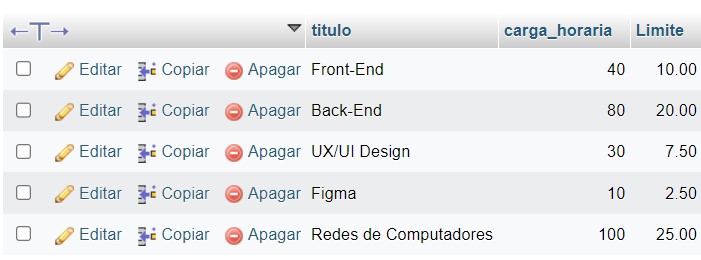 ←T→ titulo carga_horaria Limite
Editar Copiar Apagar Front-End 40 10.00
Editar Copiar Apagar Back-End 80 20.00
Editar Copiar Apagar UX/UI Design 30 7.50
Editar Copiar Apagar Figma 10 2.50
Editar Copiar Apagar Redes de Computadores 100 25.00